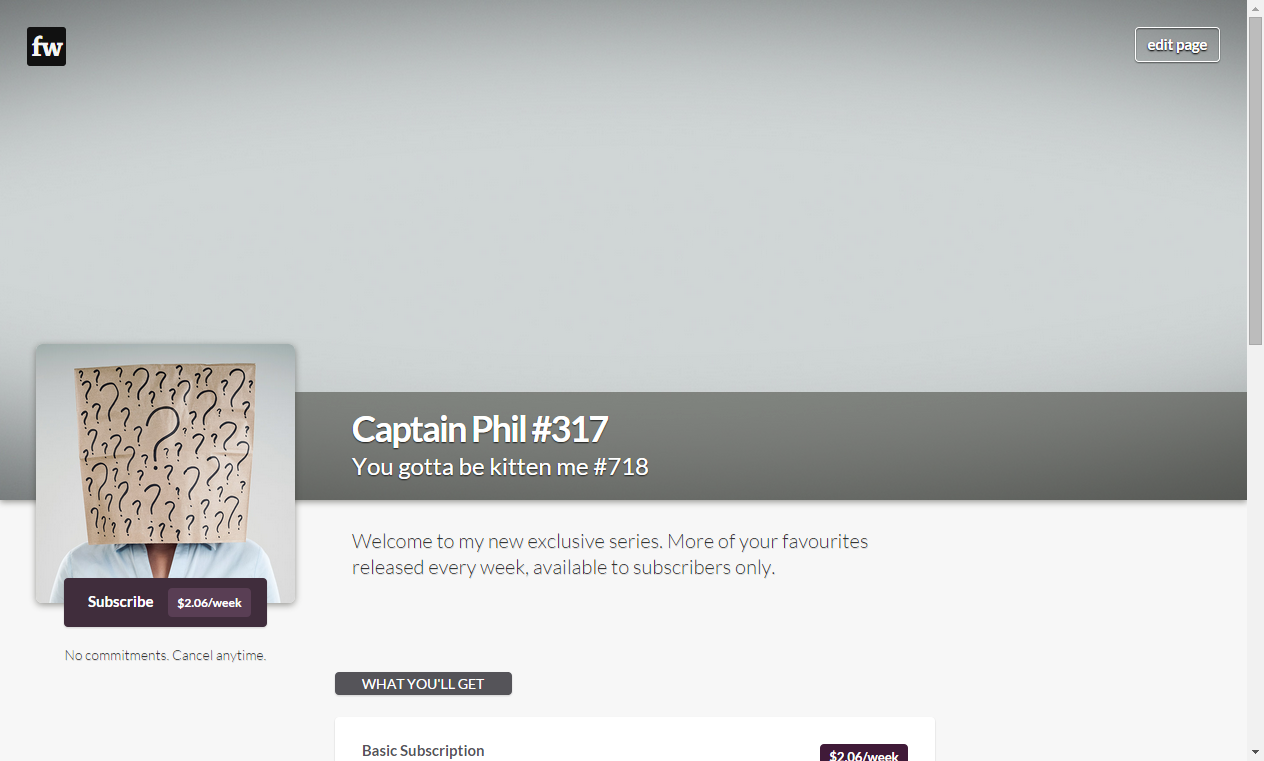 fw
edit page
Captain Phil #317
You gotta be kitten me #718
Welcome to my new exclusive series. More of your favourites
released every week, available to subscribers only.
Subscribe $2.06/week
No commitments. Cancel anytime.
WHAT YOU'LL GET
Basic Subscription
$2.06/week